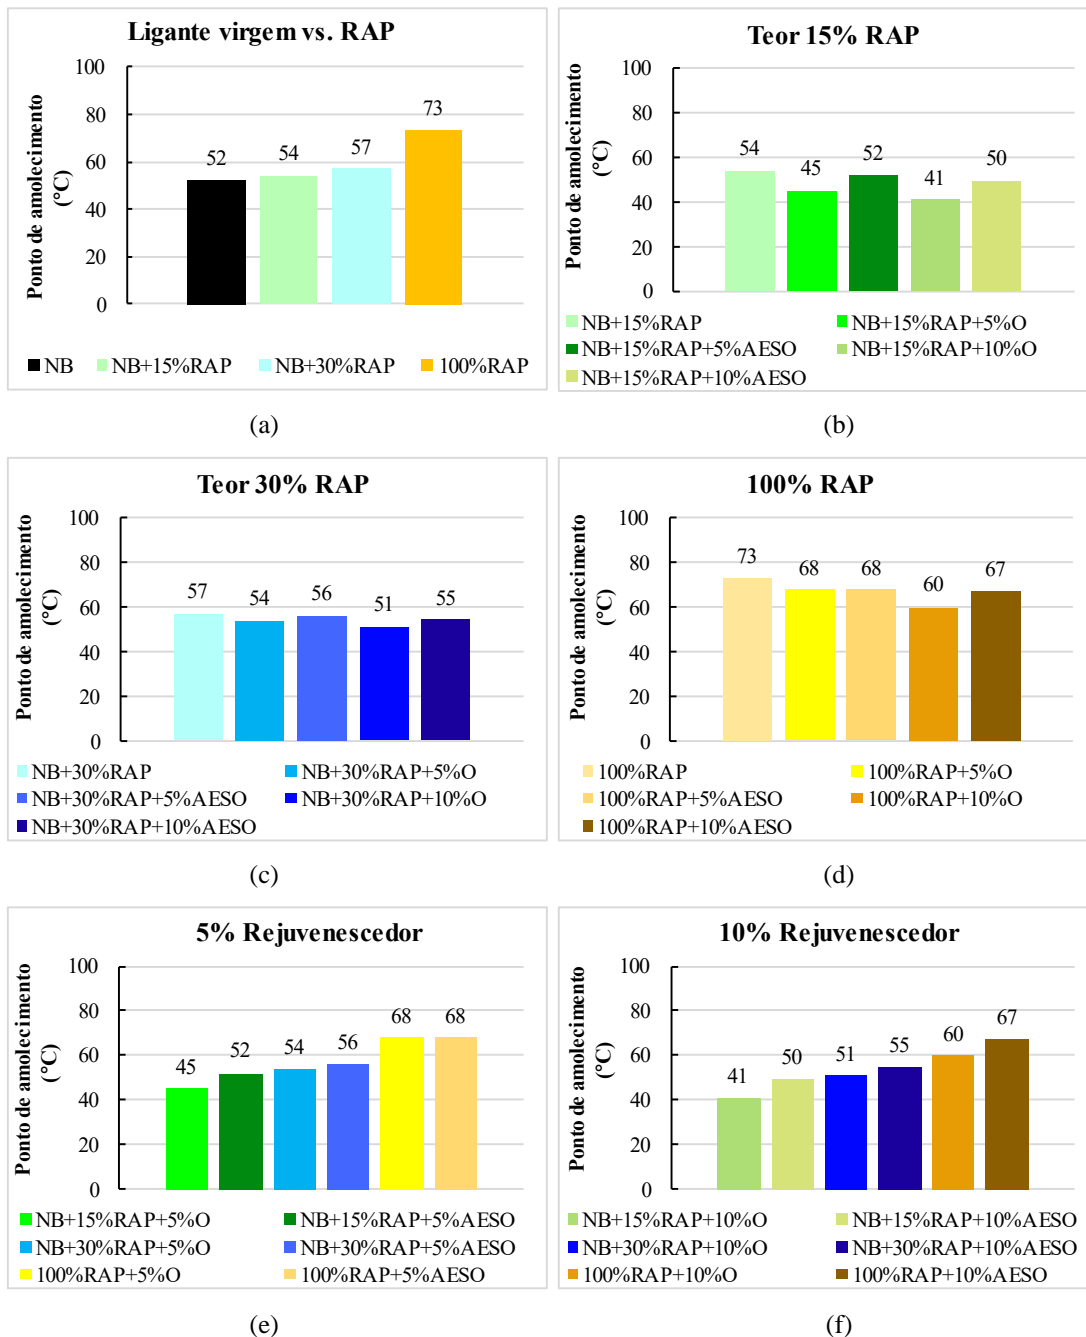 Ligante virgem vs. RAP
Ponto de amolecimento
(°C)
100
80
60
40
20
0
52
54
57
73
NB
NB+15%RAP
NB+30%RAP
100%RAP
(a)
Teor 15% RAP
Ponto de amolecimento
(°C)
100
80
60
40
20
0
54
45
52
41
50
NB+15%RAP
NB+15%RAP+5%O
NB+15%RAP+5%AESO
NB+15%RAP+10%O
NB+15%RAP+10%AESO
(b)
Teor 30% RAP
Ponto de amolecimento
(°C)
100
80
60
40
20
0
57
54
56
51
55
NB+30%RAP
NB+30%RAP+5%O
NB+30%RAP+5%AESO
NB+30%RAP+10%O
NB+30%RAP+10%AESO
(c)
100% RAP
Ponto de amolecimento
(°C)
100
80
60
40
20
0
73
68
68
60
67
100%RAP
100%RAP+5%O
100%RAP+5%AESO
100%RAP+10%O
100%RAP+10%AESO
(d)
5% Rejuvenescedor
Ponto de amolecimento
(°C)
100
80
60
40
20
0
45
52
54
56
68
68
NB+15%RAP+5%O
NB+15%RAP+5%AESO
NB+30%RAP+5%O
NB+30%RAP+5%AESO
100%RAP+5%O
100%RAP+5%AESO
(e)
10% Rejuvenescedor
Ponto de amolecimento
(°C)
100
80
60
40
20
0
41
50
51
55
60
67
NB+15%RAP+10%O
NB+15%RAP+10%AESO
NB+30%RAP+10%O
NB+30%RAP+10%AESO
100%RAP+10%O
100%RAP+10%AESO
(f)